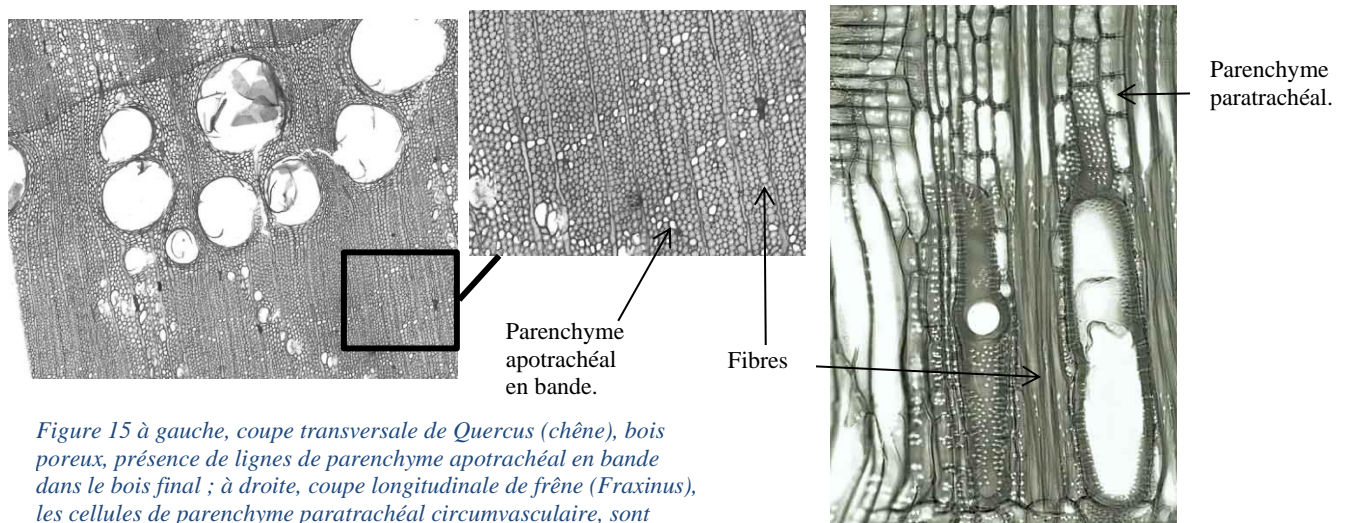 Parenchyme
paratrachéal.
Parenchyme
apotrachéal
en bande.
Fibres
Figure 15 à gauche, coupe transversale de Quercus (chêne), bois
poreux, présence de lignes de parenchyme apotrachéal en bande
dans le bois final ; à droite, coupe longitudinale de frêne (Fraxinus),
les cellules de parenchyme paratrachéal circumvasculaire, sont